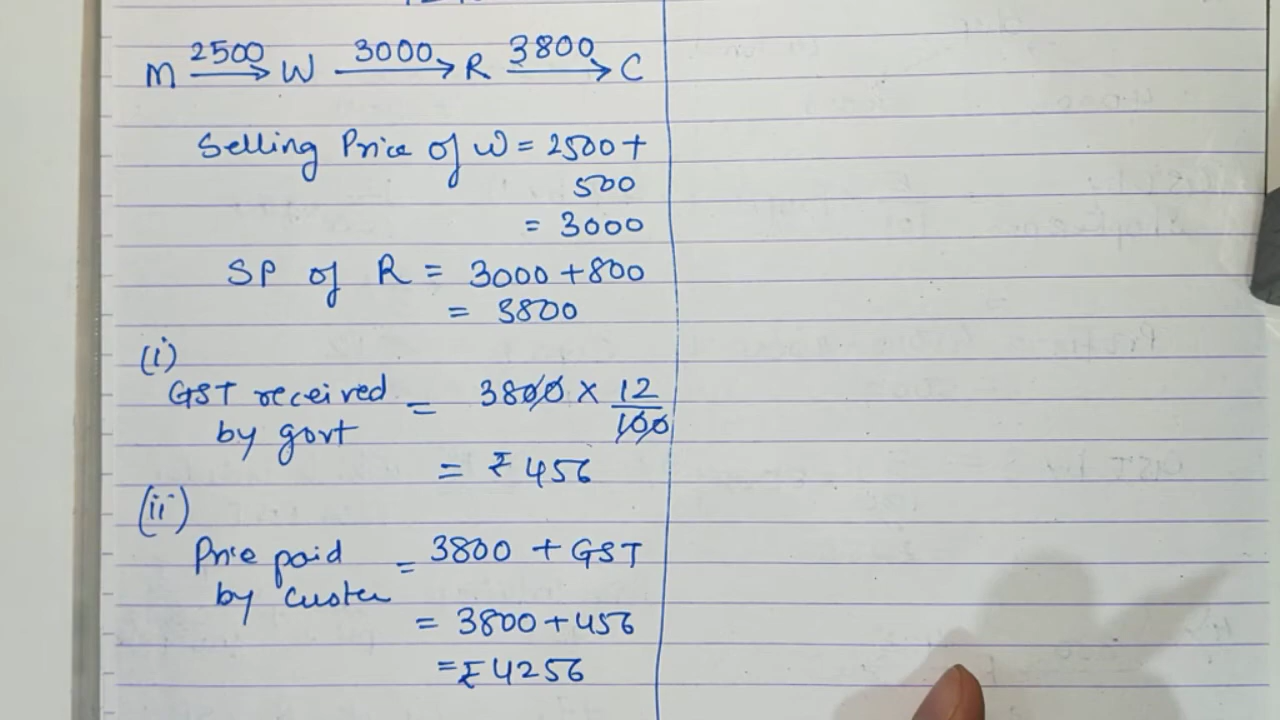 M 2500→ W 3000→ R 3800→ C
Selling Price of W = 2500 +
500
= 3000
SP of R = 3000 + 800
= 3800
(i)
GST received = 3800 × 12/100
by govt
= ₹ 456
(ii)
Price paid = 3800 + GST
by Custer
= 3800 + 456
= ₹ 4256